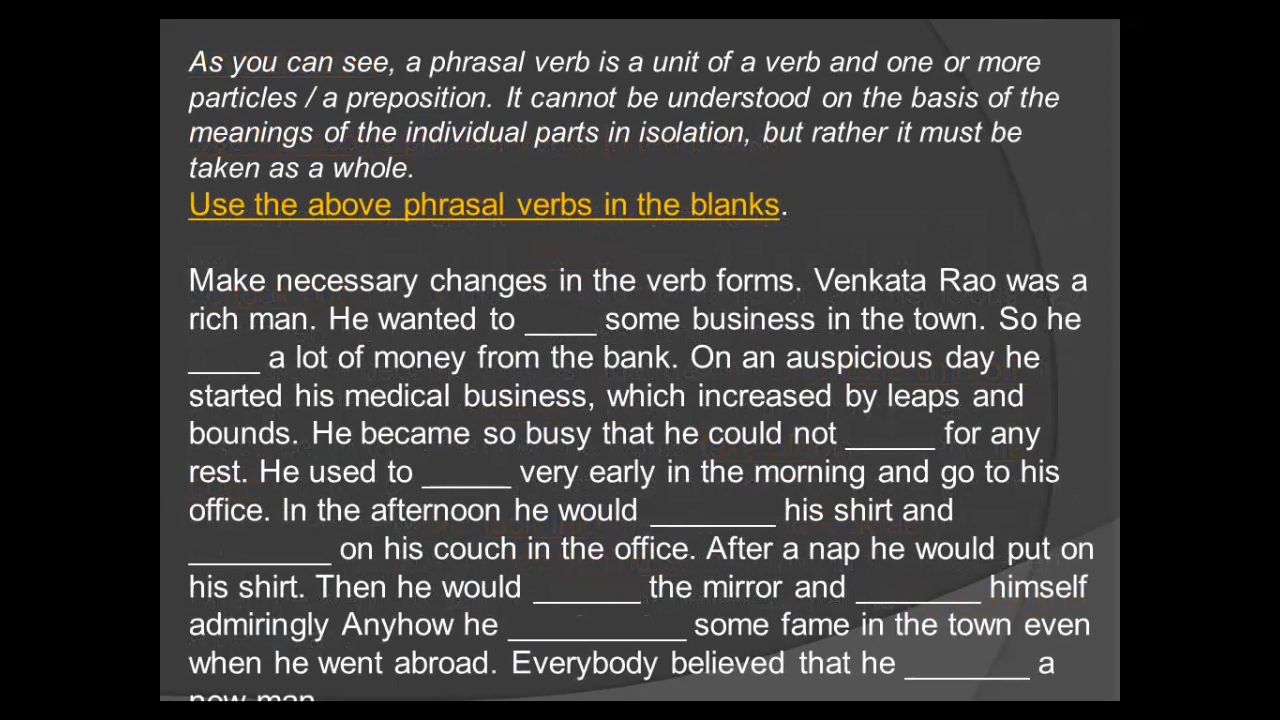 As you can see, a phrasal verb is a unit of a verb and one or more
particles / a preposition. It cannot be understood on the basis of the
meanings of the individual parts in isolation, but rather it must be
taken as a whole.
Use the above phrasal verbs in the blanks.
Make necessary changes in the verb forms. Venkata Rao was a
rich man. He wanted to ____ some business in the town. So he
____ a lot of money from the bank. On an auspicious day he
started his medical business, which increased by leaps and
bounds. He became so busy that he could not _____ for any
rest. He used to _____ very early in the morning and go to his
office. In the afternoon he would _______ his shirt and
________ on his couch in the office. After a nap he would put on
his shirt. Then he would ______ the mirror and _______ himself
admiringly Anyhow he __________ some fame in the town even
when he went abroad. Everybody believed that he _______ a
new man.